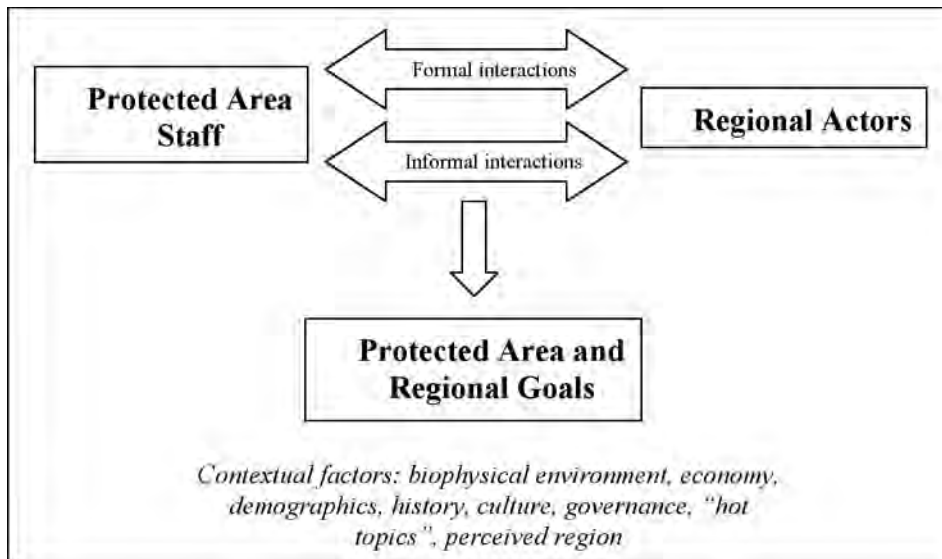 Formal interactions
Protected Area
Staff
Regional Actors
Informal interactions
Protected Area and
Regional Goals
Contextual factors: biophysical environment, economy,
demographics, history, culture, governance, “hot
topics”, perceived region